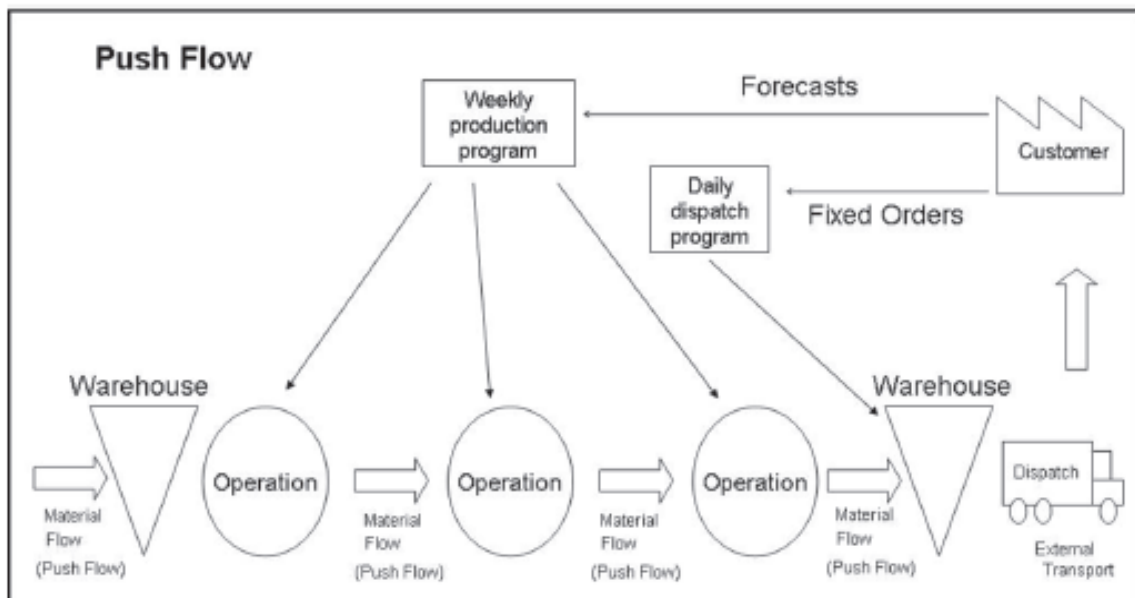 Push Flow
Weekly
production
program
Forecasts
Customer
Daily
dispatch
program
Fixed Orders
Warehouse
Warehouse
Operation
Operation
Operation
Dispatch
Material
Flow
(Push Flow)
Material
Flow
(Push Flow)
Material
Flow
(Push Flow)
Material
Flow
(Push Flow)
External
Transport